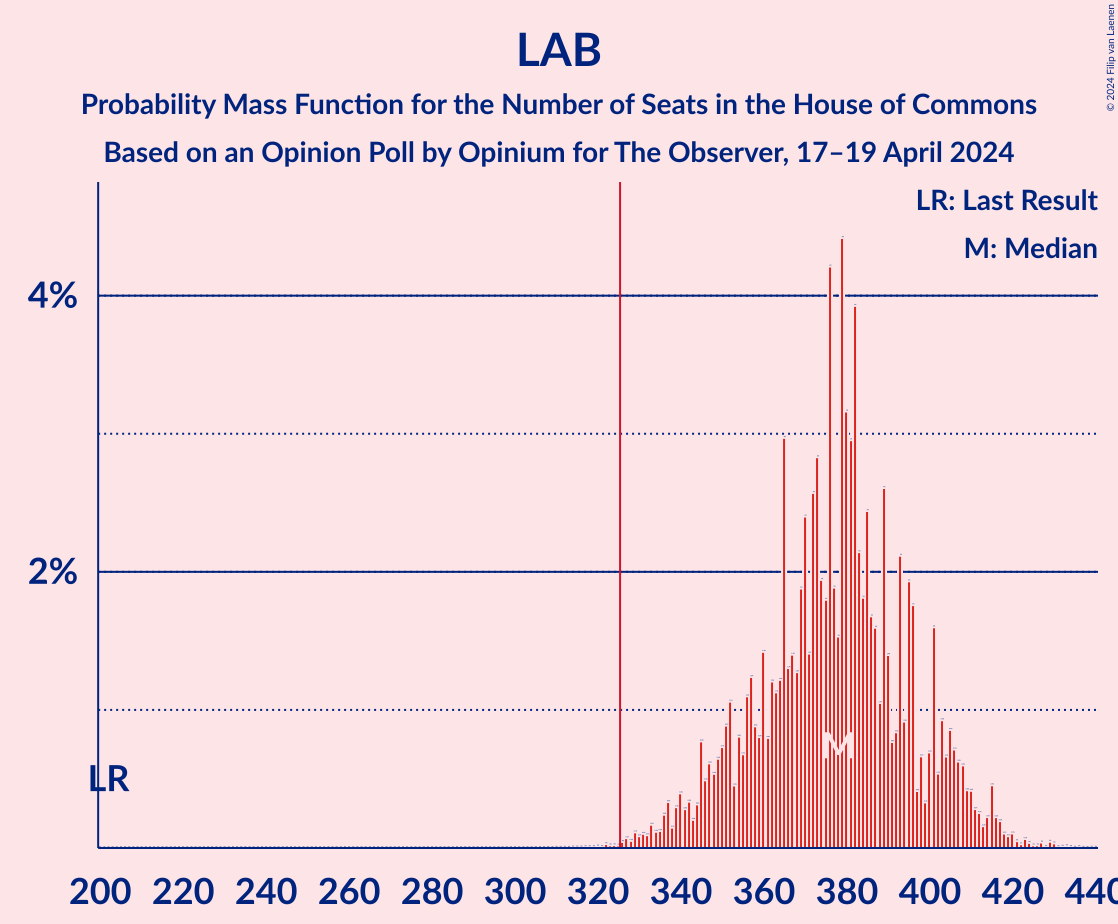 LAB
Probability Mass Function for the Number of Seats in the House of Commons
Based on an Opinion Poll by Opinium for The Observer, 17–19 April 2024
© 2024 Filip van Laenen
LR: Last Result
M: Median
4%
2%
LR
M
200 220 240 260 280 300 320 340 360 380 400 420 440